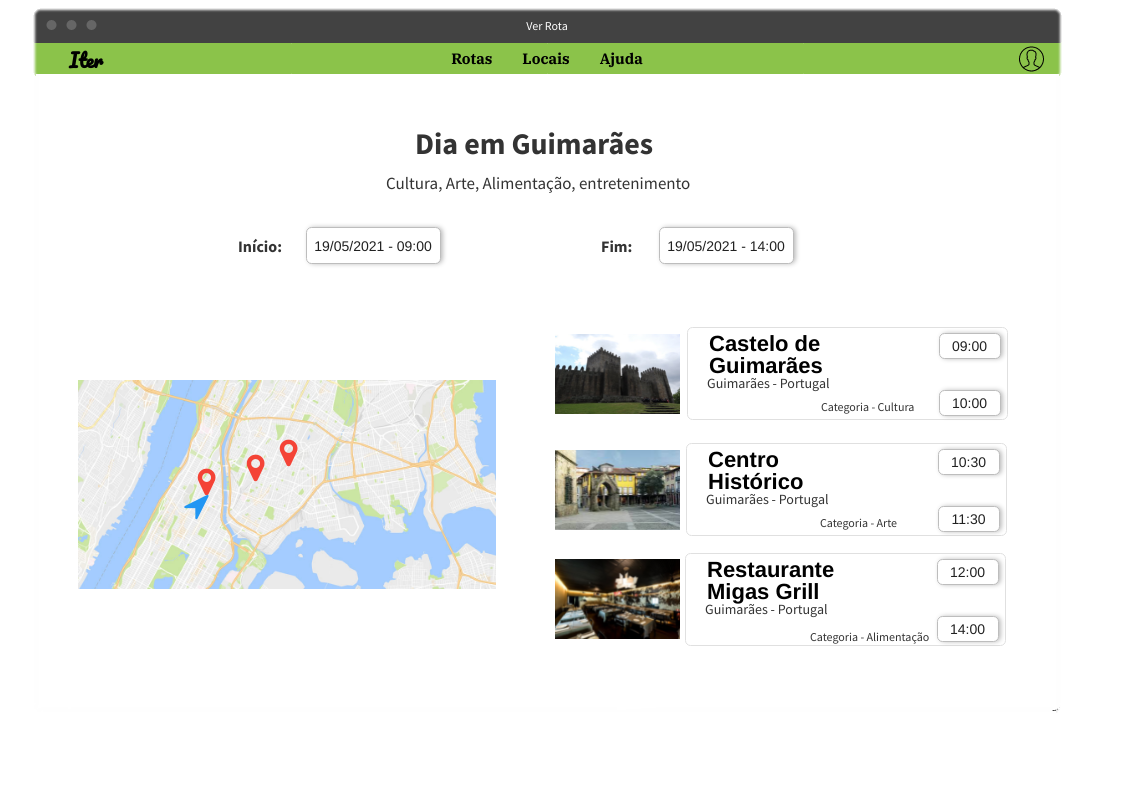 Ver Rota
Iter
Rotas Locais Ajuda
Dia em Guimarães
Cultura, Arte, Alimentação, entretenimento
Início: 19/05/2021 - 09:00 Fim: 19/05/2021 - 14:00
Castelo de
Guimarães
Guimarães - Portugal
Categoria - Cultura
09:00
10:00
Centro
Histórico
Guimarães - Portugal
Categoria - Arte
10:30
11:30
Restaurante
Migas Grill
Guimarães - Portugal
Categoria - Alimentação
12:00
14:00